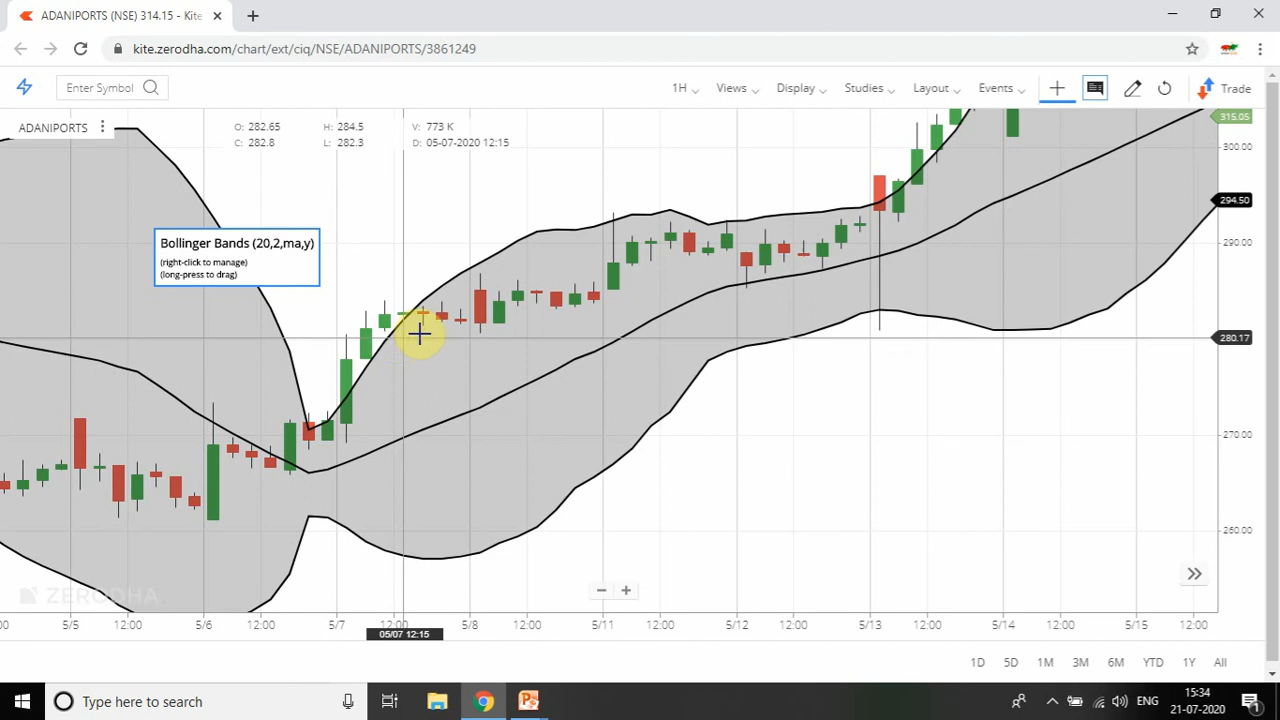 ADANIPORTS (NSE) 314.15 - Kite
kite.zerodha.com/chart/ext/ciq/NSE/ADANIPORTS/3861249
Enter Symbol
1H
Views
Display
Studies
Layout
Events
Trade
ADANIPORTS
O: 282.65 H: 284.5 V: 773 K
C: 282.8 L: 282.3 D: 05-07-2020 12:15
Bollinger Bands (20,2,ma,y)
(right-click to manage)
(long-press to drag)
315.05
300.00
294.50
290.00
280.17
270.00
260.00
ZERODHA
00 5/5 12:00 5/6 12:00 5/7 12:00 5/8 12:00 5/11 12:00 5/12 12:00 5/13 12:00 5/14 12:00 5/15 12:00
05/07 12:15
1D 5D 1M 3M 6M YTD 1Y All
Type here to search
ENG
15:34
21-07-2020
1